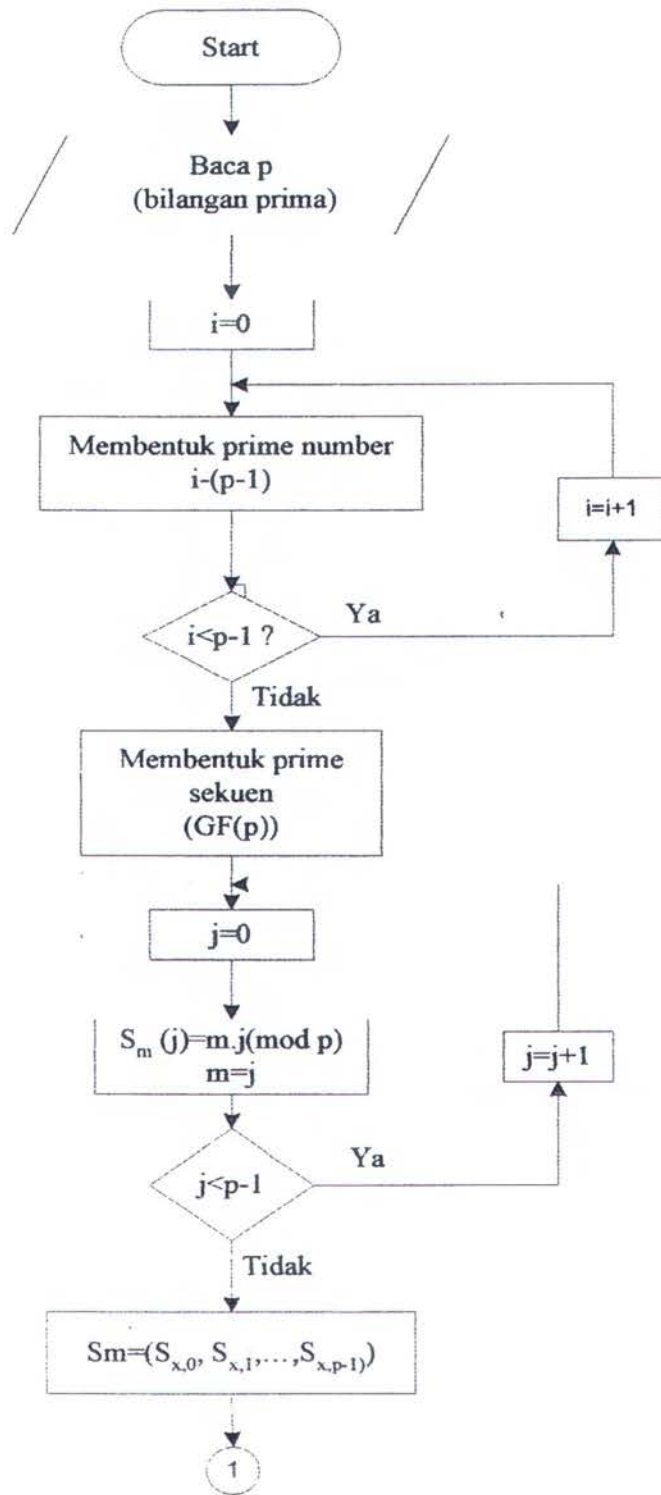 Start
Baca p
(bilangan prima)
i=0
Membentuk prime number
i-(p-1)
i=i+1
i<p-1 ?
Ya
Tidak
Membentuk prime
sekuen
(GF(p))
j=0
S_m (j)=m.j(mod p)
m=j
j=j+1
j<p-1
Ya
Tidak
Sm=(S_x,0, S_x,1,...,S_x,p-1))
1